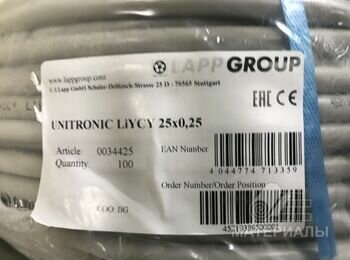 www.lappgroup.com
U.I.Lapp GmbH Schulze-Delitzsch-Strasse 25 D - 70565 Stuttgart
LAPP GROUP
EAC CE
UNITRONIC LiYCY 25x0,25
Article: 0034425
Quantity: 100
EAN Number
4 044774 713359
Order Number/Order Position
COO: BG
МАТЕРИАЛЫ